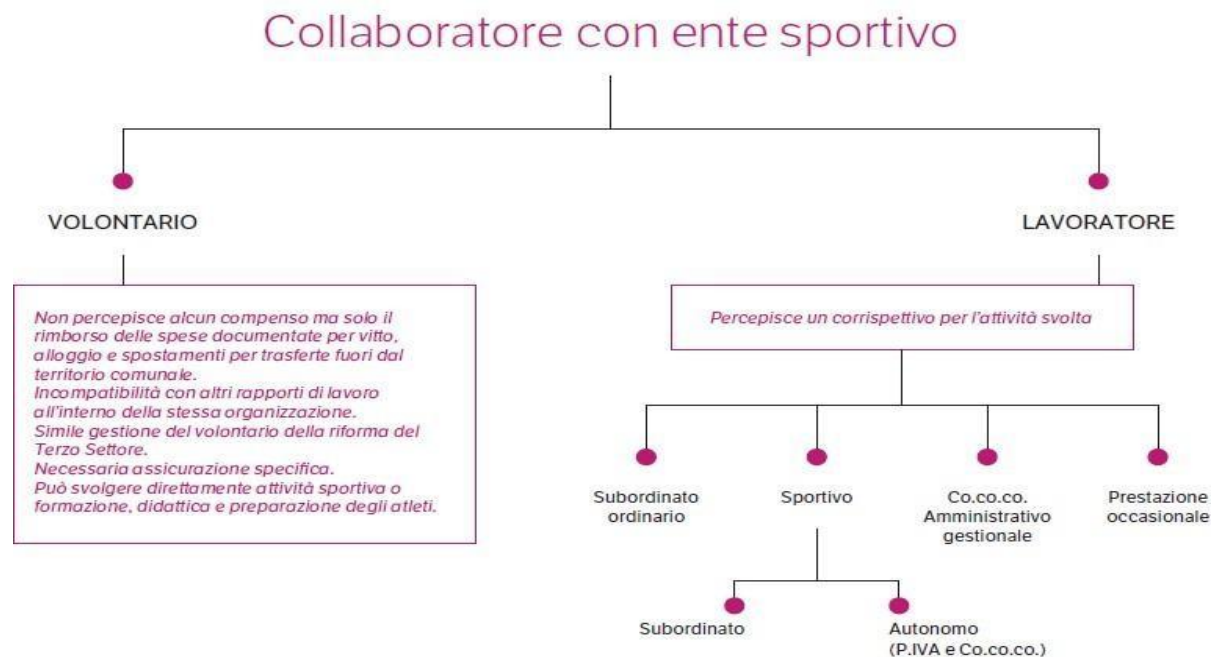 Collaboratore con ente sportivo
VOLONTARIO
LAVORATORE
Non percepisce alcun compenso ma solo il
rimborso delle spese documentate per vitto,
alloggio e spostamenti per trasferte fuori dal
territorio comunale.
Incompatibilità con altri rapporti di lavoro
all'interno della stessa organizzazione.
Simile gestione del volontario della riforma del
Terzo Settore.
Necessaria assicurazione specifica.
Può svolgere direttamente attività sportiva o
formazione, didattica e preparazione degli atleti.
Percepisce un corrispettivo per l'attività svolta
Subordinato
ordinario
Sportivo
Co.co.co.
Amministrativo
gestionale
Prestazione
occasionale
Subordinato
Autonomo
(P.IVA e Co.co.co.)